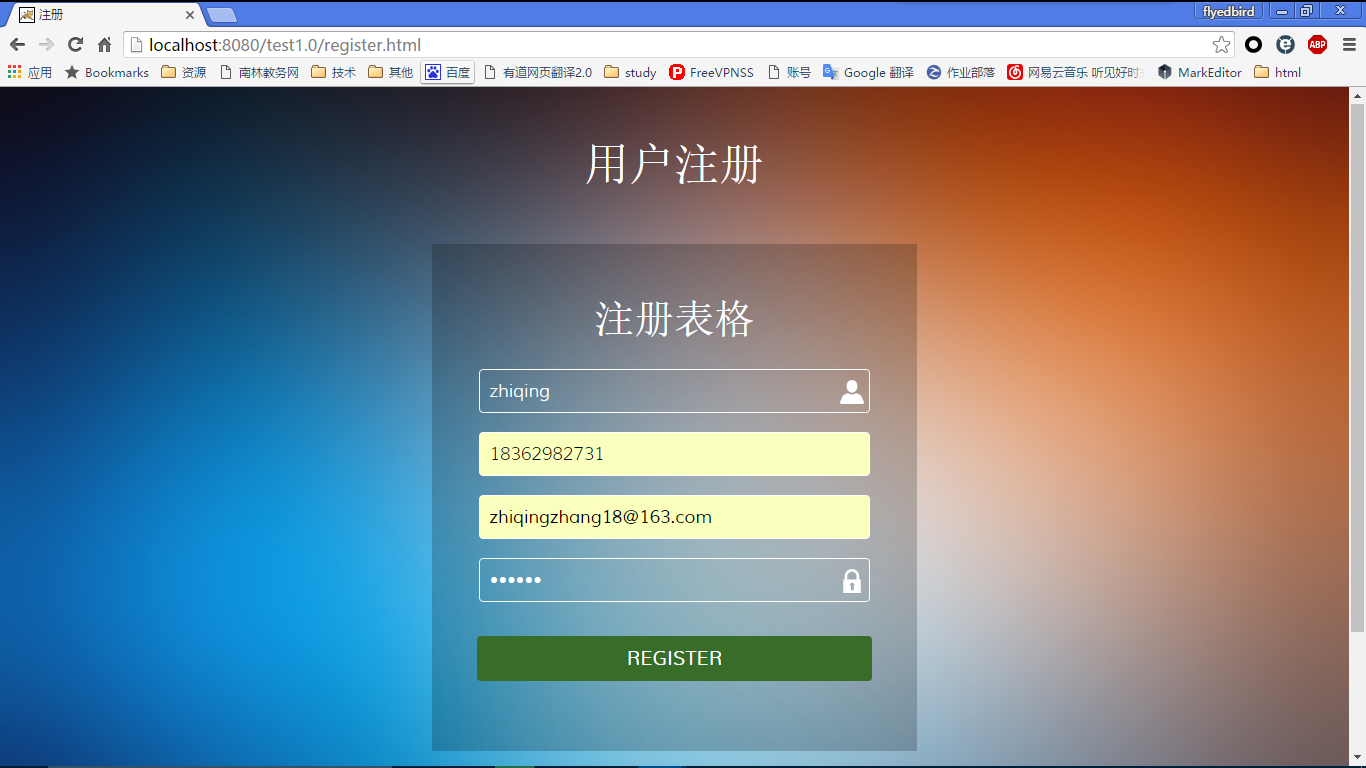 注册
flyedbird
localhost:8080/test1.0/register.html
ABP
应用 Bookmarks 资源 南林教务网 技术 其他 百度 有道网页翻译2.0 study FreeVPNSS 账号 Google 翻译 作业部落 网易云音乐 听见好时 MarkEditor html
用户注册
注册表格
zhiqing
18362982731
zhiqingzhang18@163.com
••••••
REGISTER